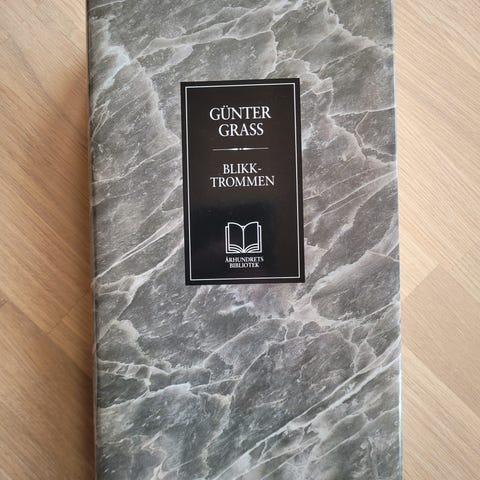 GÜNTER
GRASS
BLIKK-
TROMMEN
ÅRHUNDRETS
BIBLIOTEK